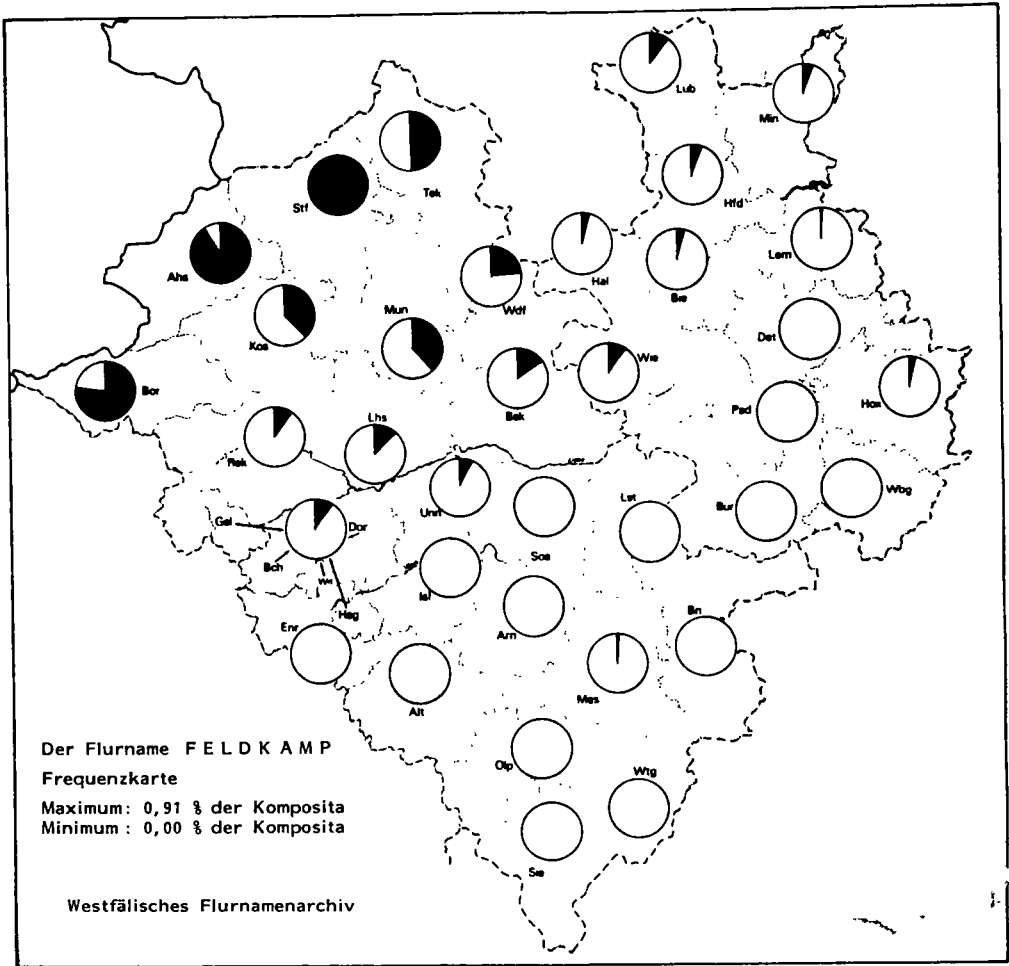 Lub
Min
Tek
Stf
Hfd
Lem
Ahs
Hal
Bie
Wdf
Kos
Mun
Det
Wie
Bor
Bek
Hox
Pad
Lhs
Rek
Wbg
Unn
Lst
Bur
Gel
Dor
Soe
Bch
Isl
Hag
Arn
Bri
Enr
Mes
Alt
Olp
Wtg
Sie
Der Flurname FELDKAMP
Frequenzkarte
Maximum: 0,91 % der Komposita
Minimum: 0,00 % der Komposita
Westfälisches Flurnamenarchiv